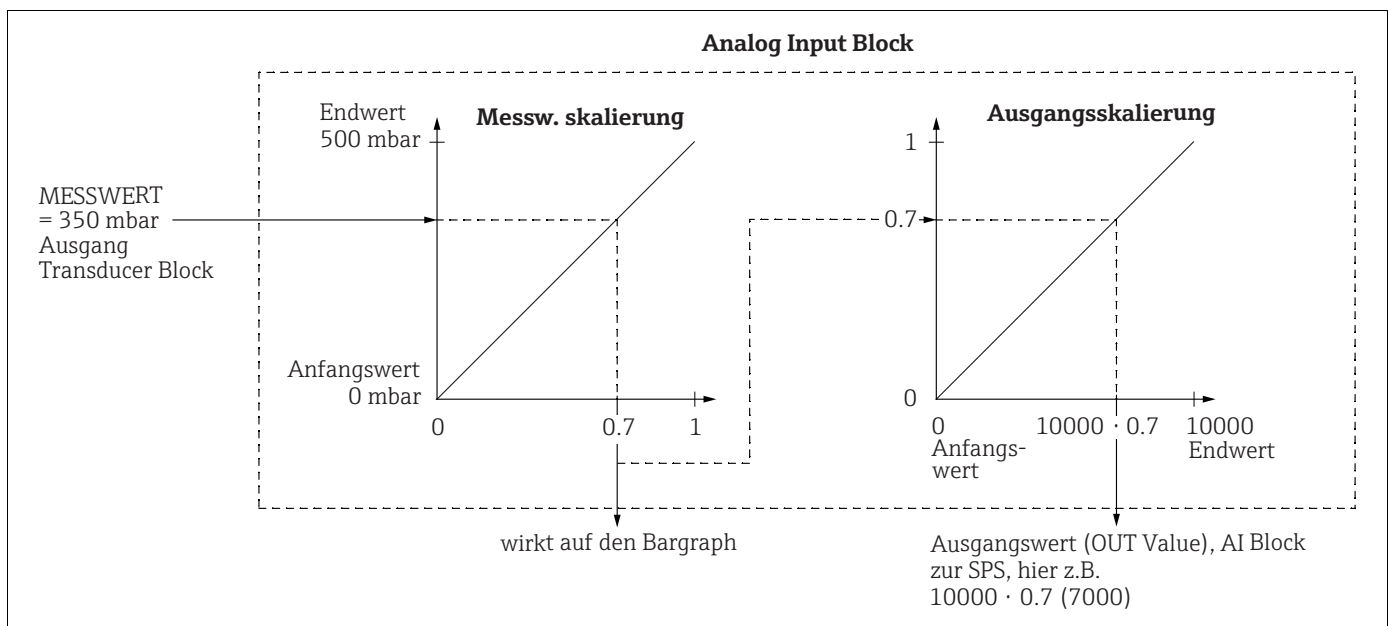 Analog Input Block
Endwert
500 mbar
Messw. skalierung
MESSWERT
= 350 mbar
Ausgang
Transducer Block
Anfangswert
0 mbar
0
0.7
1
wirkt auf den Bargraph
Ausgangsskalierung
1
0.7
0
0
10000 · 0.7
10000
Anfangs-
wert
Endwert
Ausgangswert (OUT Value), AI Block
zur SPS, hier z.B.
10000 · 0.7 (7000)